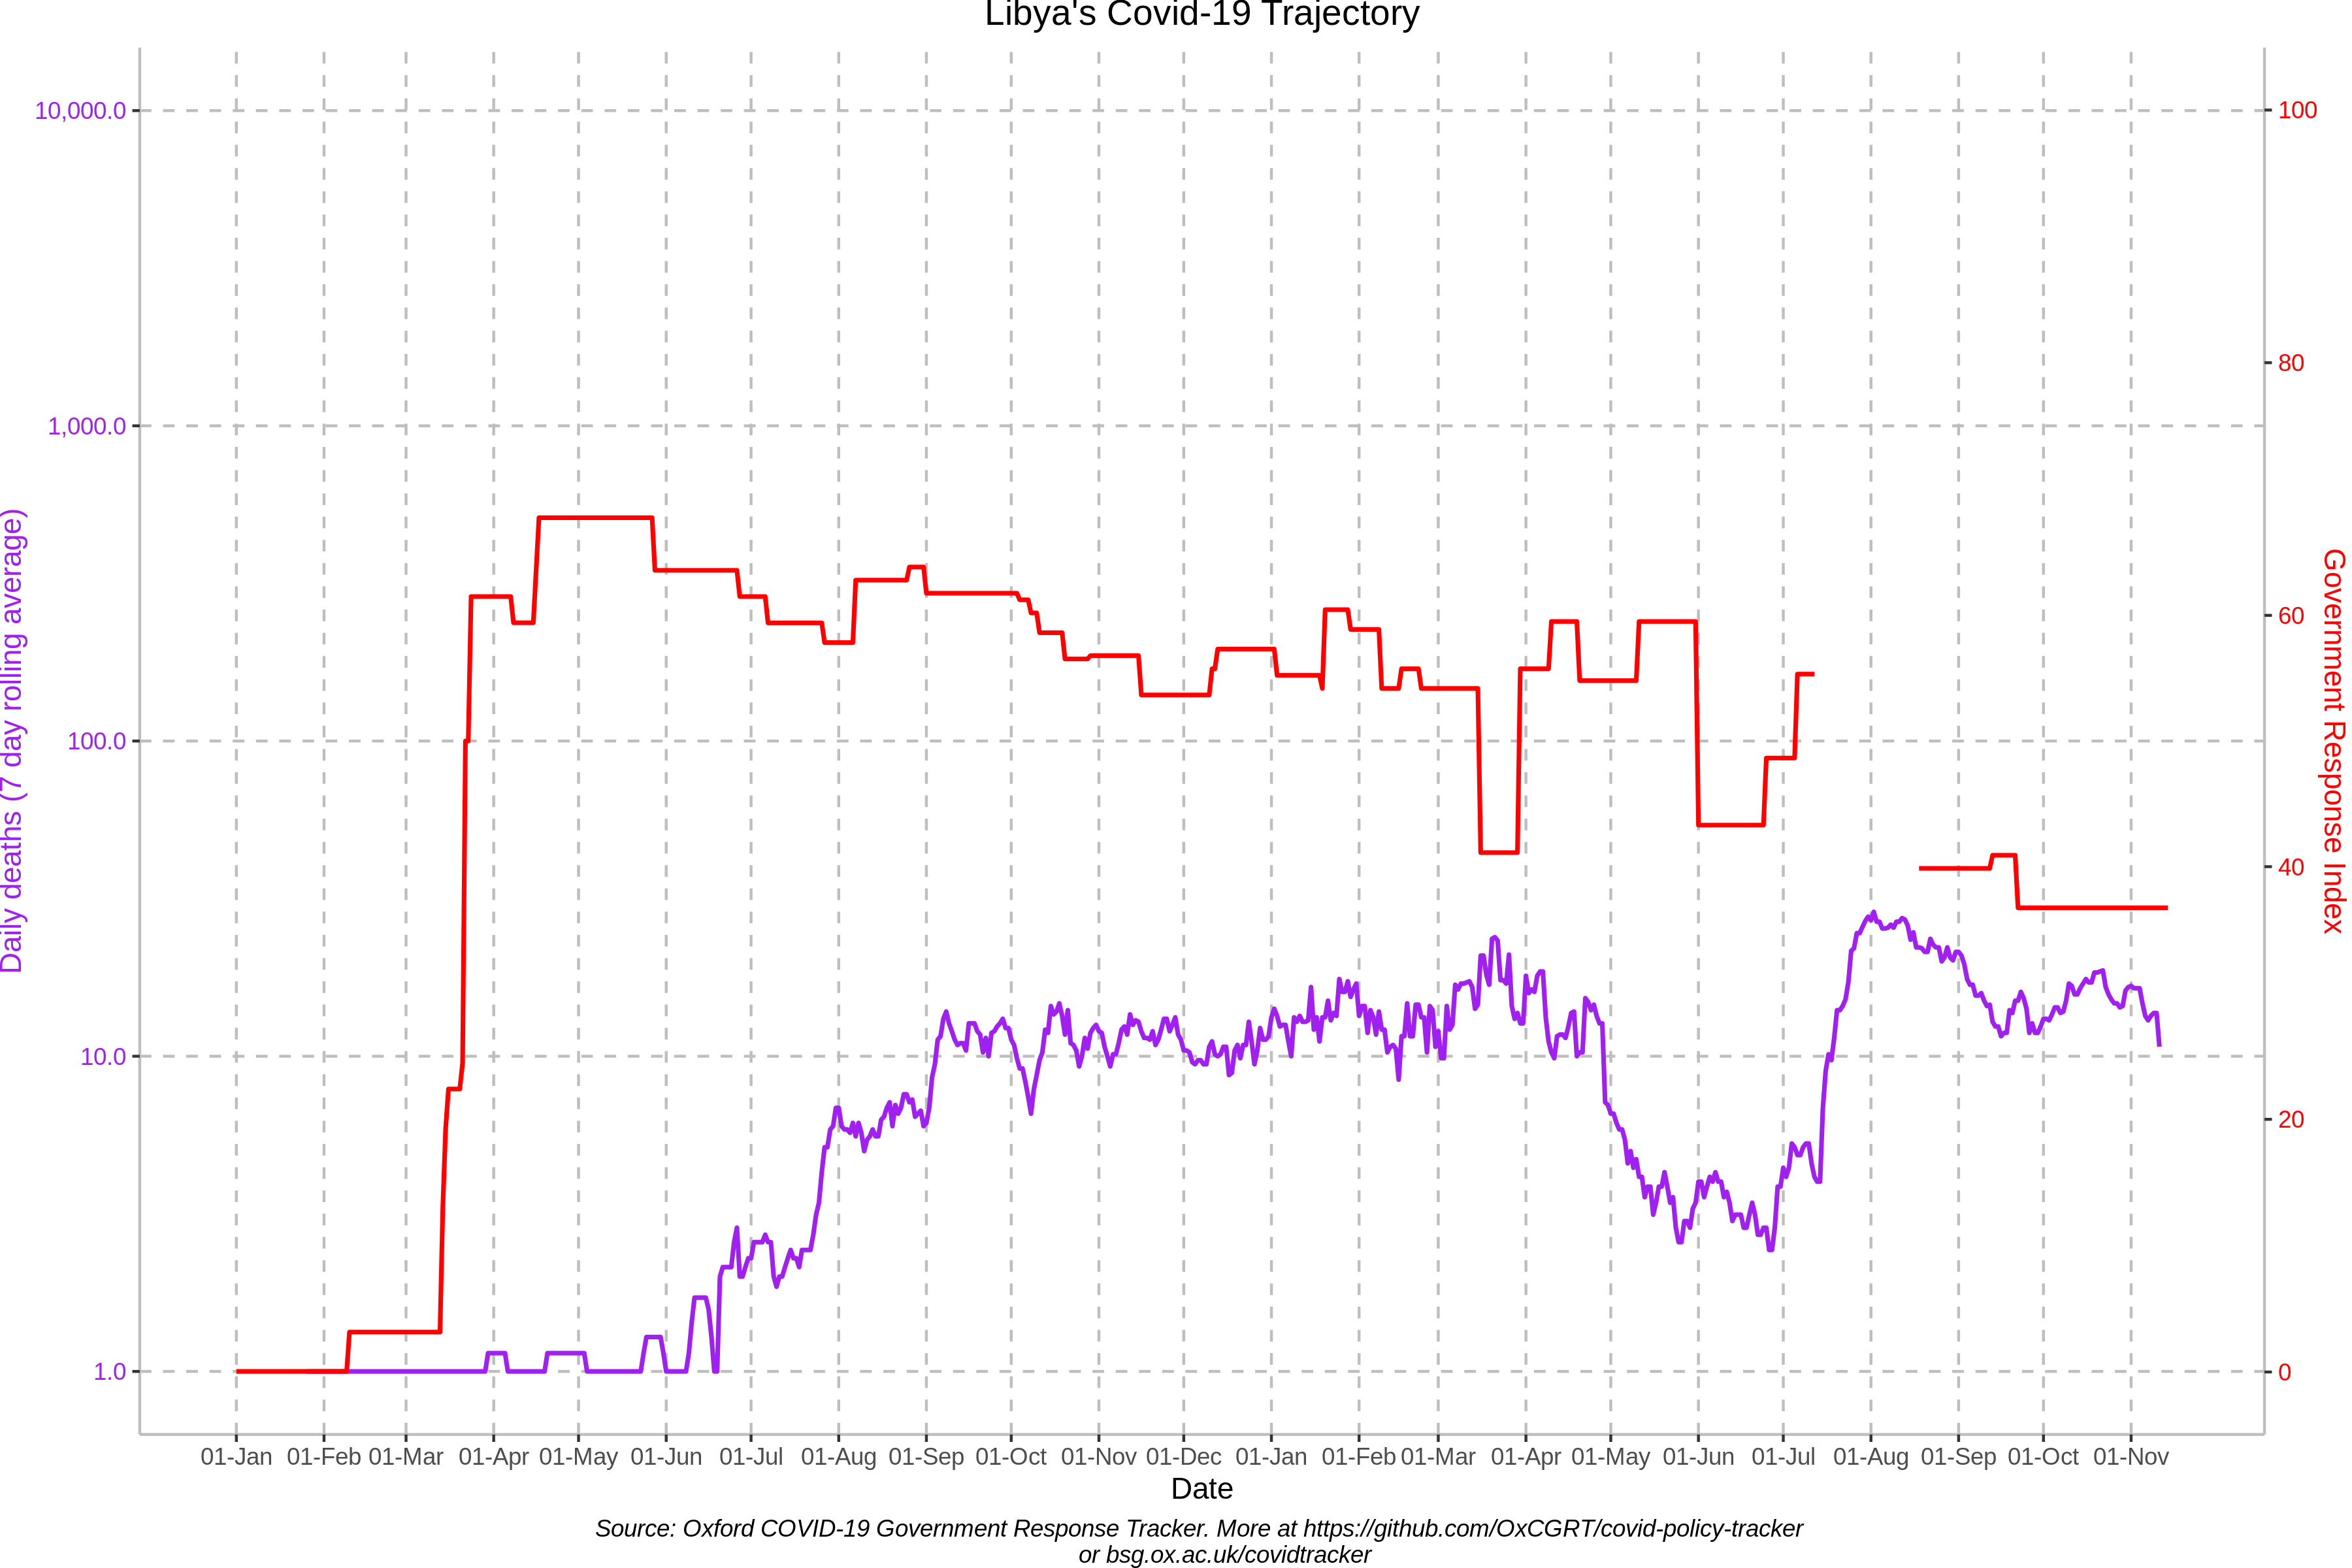 Libya's Covid-19 Trajectory
10,000.0
1,000.0
100.0
10.0
1.0
Daily deaths (7 day rolling average)
100
80
60
40
20
0
Government Response Index
01-Jan 01-Feb 01-Mar 01-Apr 01-May 01-Jun 01-Jul 01-Aug 01-Sep 01-Oct 01-Nov 01-Dec 01-Jan 01-Feb 01-Mar 01-Apr 01-May 01-Jun 01-Jul 01-Aug 01-Sep 01-Oct 01-Nov
Date
Source: Oxford COVID-19 Government Response Tracker. More at https://github.com/OxCGRT/covid-policy-tracker
or bsg.ox.ac.uk/covidtracker